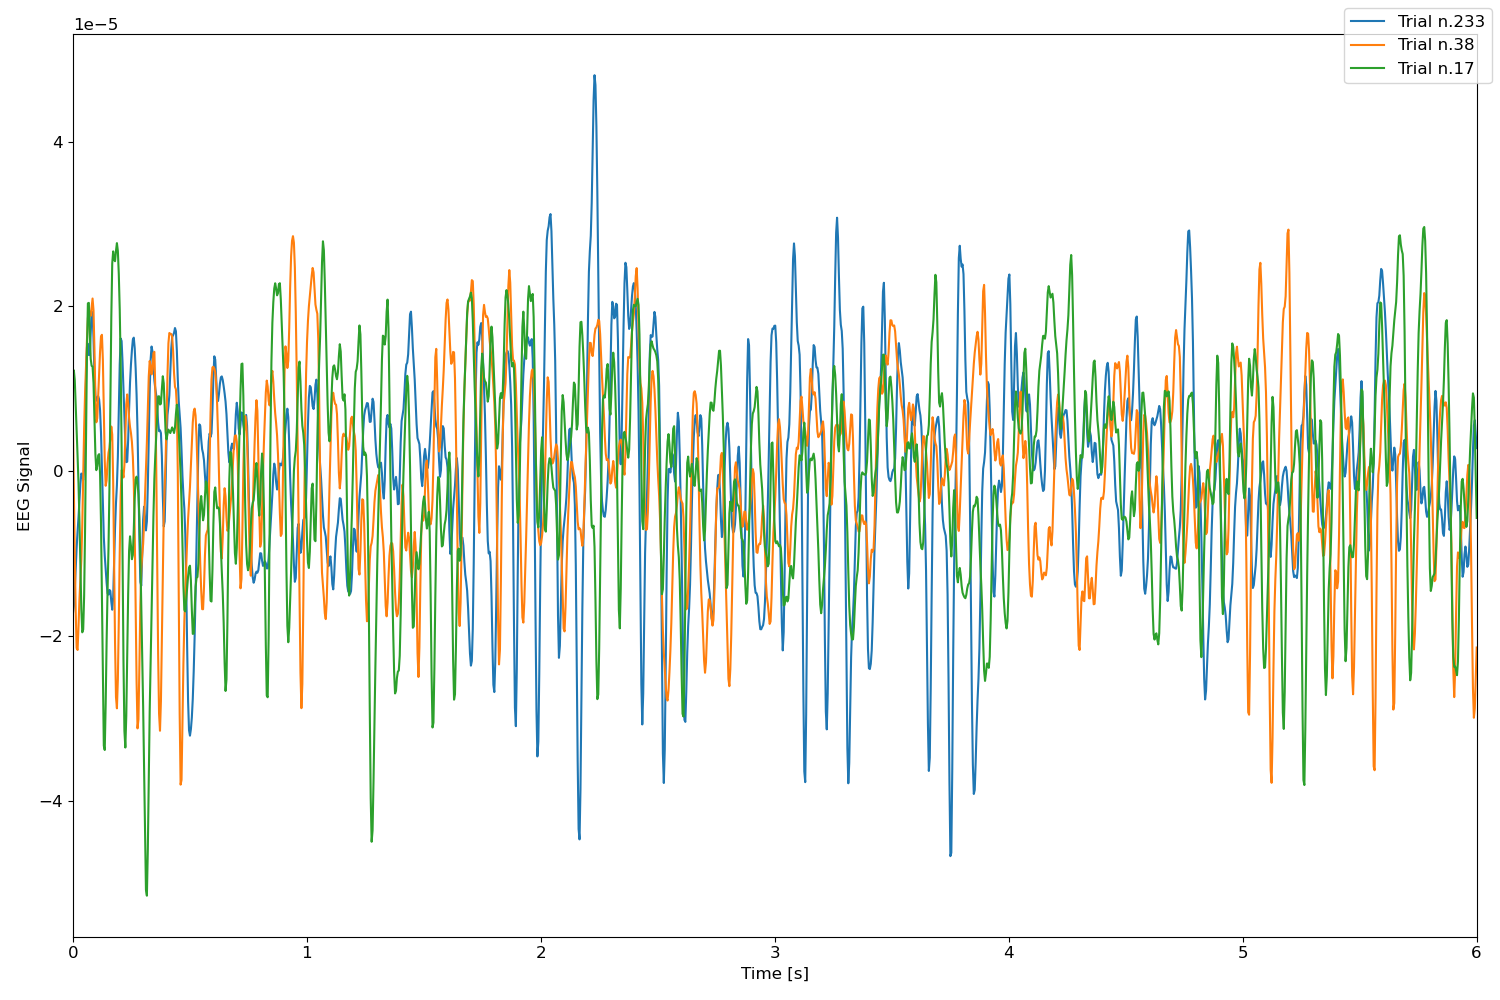 1e−5
Trial n.233
Trial n.38
Trial n.17
4
2
0
−2
−4
EEG Signal
0 1 2 3 4 5 6
Time [s]